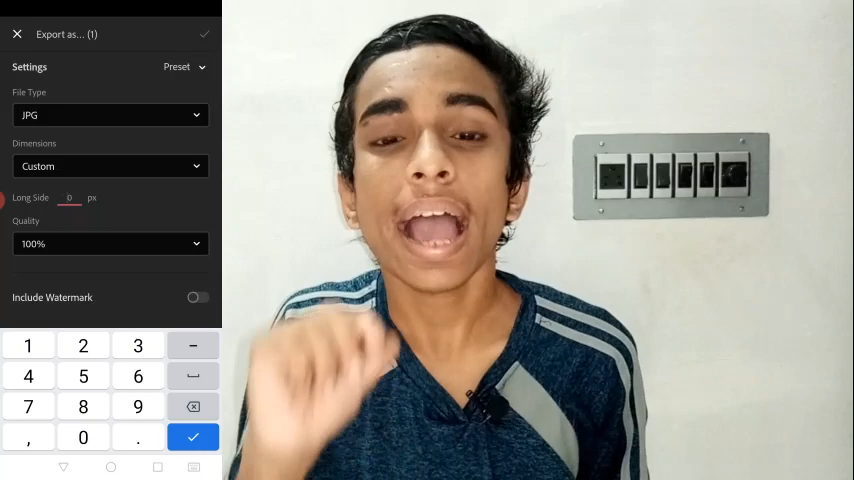 Export as... (1)
Settings
Preset
File Type
JPG
Dimensions
Custom
Long Side 0 px
Quality
100%
Include Watermark
1 2 3 –
4 5 6
7 8 9
, 0 .